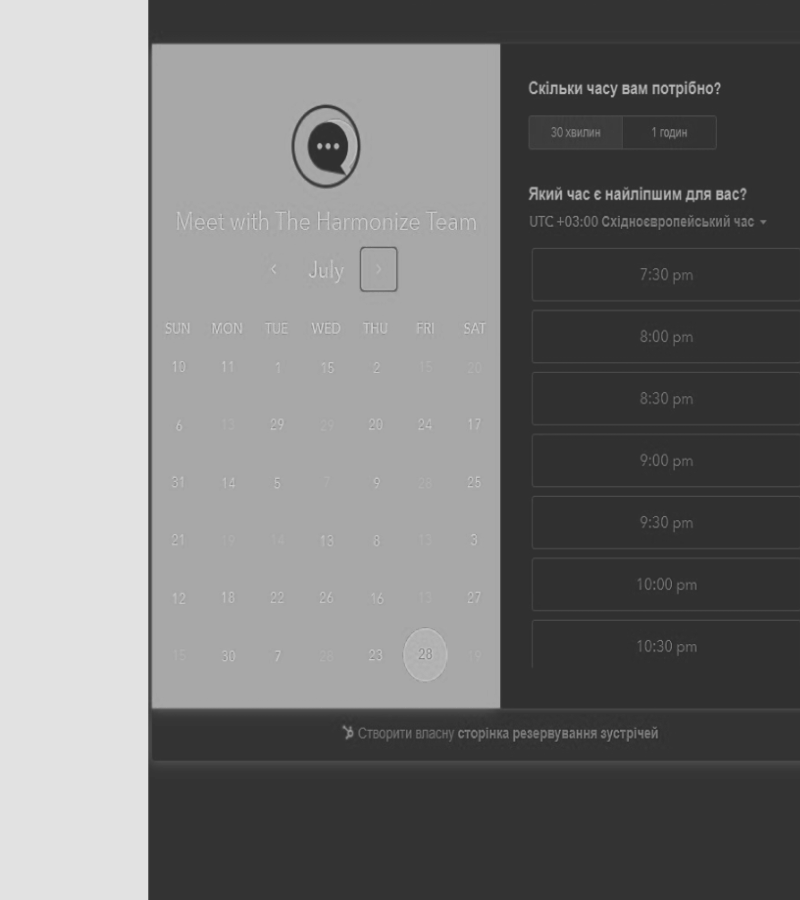 Meet with The Harmonize Team
July
SUN MON TUE WED THU FRI SAT
10 11 1 15 2 15 20
6 13 29 29 20 24 17
31 14 5 7 9 28 25
21 19 13 8 13 3
12 18 22 26 16 13 27
15 30 7 26 23 28 19
Скільки часу вам потрібно?
30 хвилин 1 годин
Який час є найліпшим для вас?
UTC +03:00 Східноєвропейський час
7:30 pm
8:00 pm
8:30 pm
9:00 pm
9:30 pm
10:00 pm
10:30 pm
Створити власну сторінка резервування зустрічей